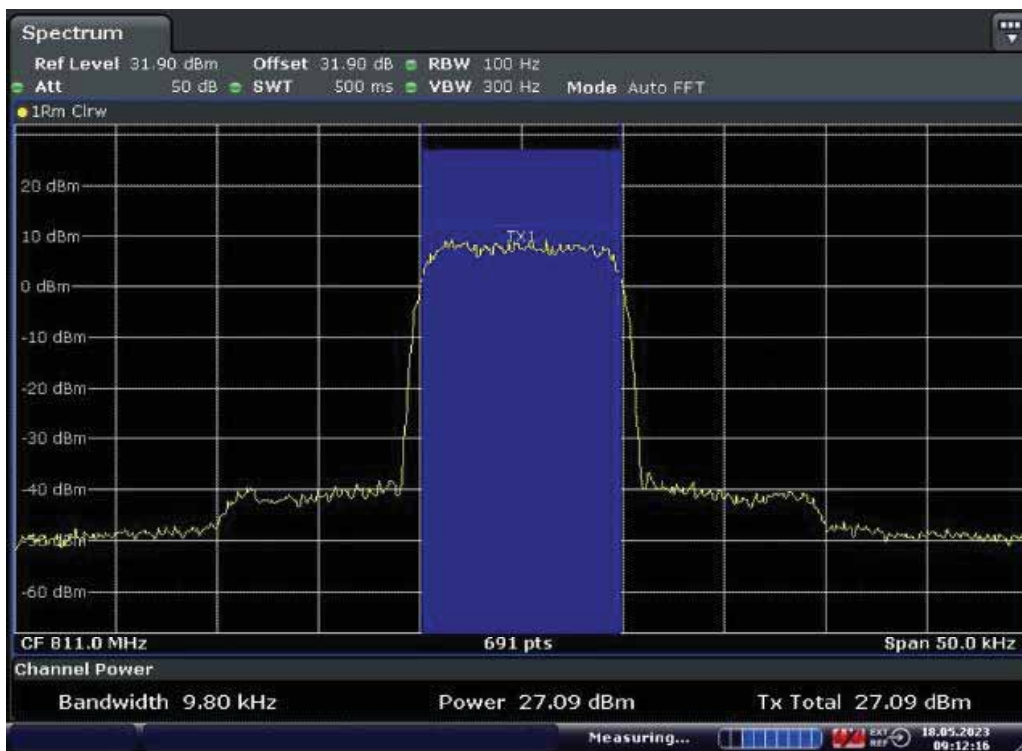 Spectrum
Ref Level 31.90 dBm Offset 31.90 dB RBW 100 Hz
Att 50 dB SWT 500 ms VBW 300 Hz Mode Auto FFT
1Rm Clrw
20 dBm
TX1
10 dBm
0 dBm
-10 dBm
-20 dBm
-30 dBm
-40 dBm
-50 dBm
-60 dBm
CF 811.0 MHz 691 pts Span 50.0 kHz
Channel Power
Bandwidth 9.80 kHz Power 27.09 dBm Tx Total 27.09 dBm
Measuring... EXT REF 18.05.2023
09:12:16